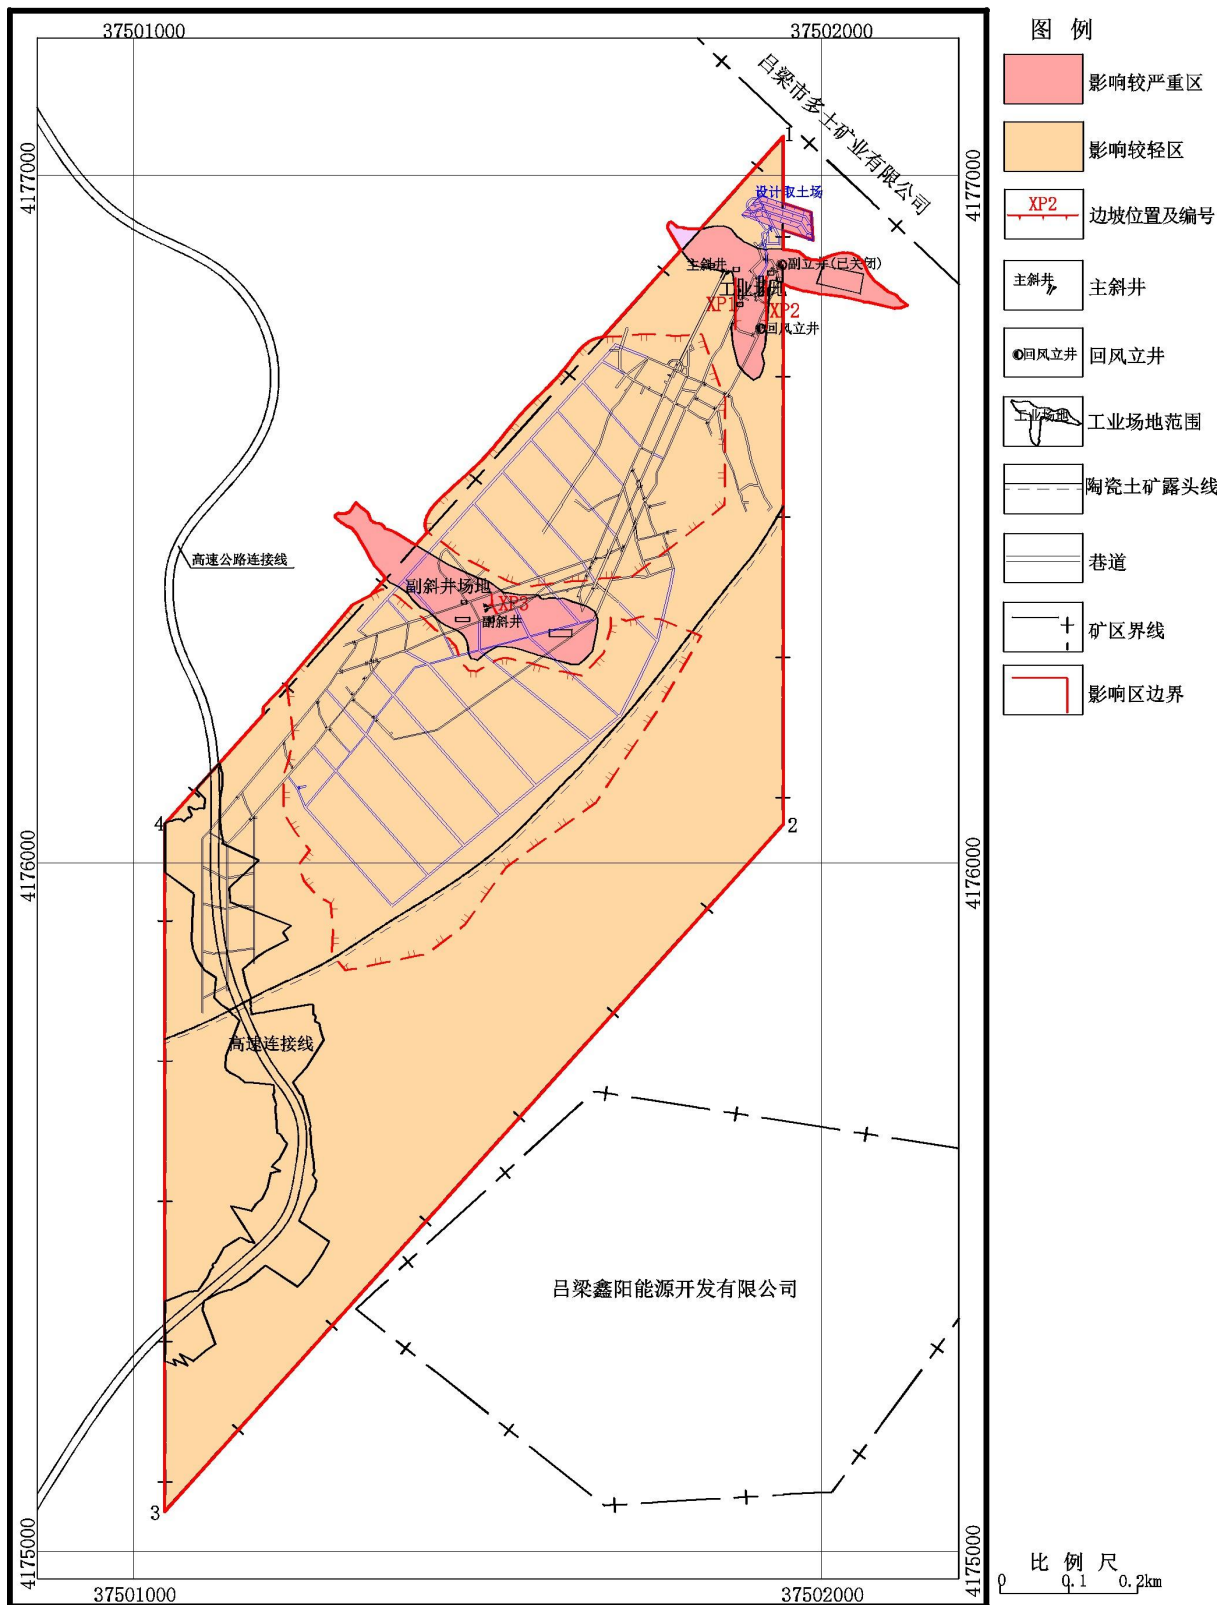 37501000
37502000
4177000
4177000
吕梁市多土矿业有限公司
1
设计取土场
主斜井
副立井(已关闭)
工业场地
XP1
XP2
回风立井
高速公路连接线
副斜井场地
XP3
副斜井
4
2
4176000
4176000
高速连接线
吕梁鑫阳能源开发有限公司
3
4175000
4175000
37501000
37502000
图 例
影响较严重区
影响较轻区
XP2
边坡位置及编号
主斜井
主斜井
回风立井
回风立井
工业场地
工业场地范围
陶瓷土矿露头线
巷道
矿区界线
影响区边界
比 例 尺
0 0.1 0.2km